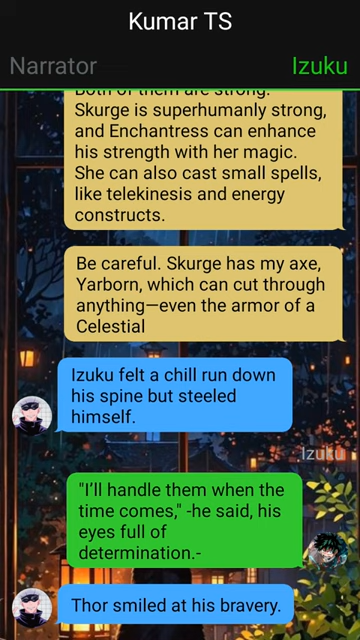 Kumar TS
Narrator
Izuku
Both of them are strong.
Skurge is superhumanly strong,
and Enchantress can enhance
his strength with her magic.
She can also cast small spells,
like telekinesis and energy
constructs.
Be careful. Skurge has my axe,
Yarborn, which can cut through
anything—even the armor of a
Celestial
Izuku felt a chill run down
his spine but steeled
himself.
Izuku
"I’ll handle them when the
time comes," -he said, his
eyes full of
determination.-
Thor smiled at his bravery.